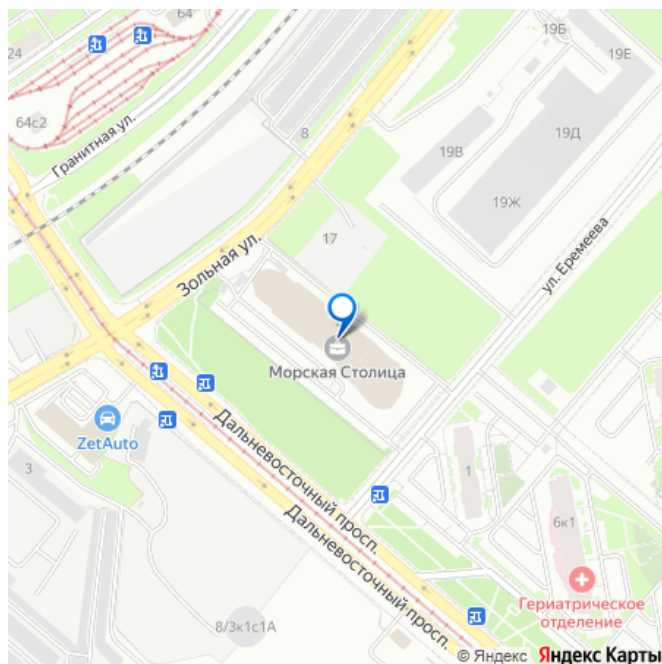 64
24
19Б
19Е
64с2
8
19Д
Гранитная ул.
19В
19Ж
17
ул. Еремеева
Зольная ул.
Морская Столица
ZetAuto
Дальневосточный просп.
3
1
6к1
Дальневосточный просп.
Гериатрическое
отделение
8/3к1с1А
© Яндекс Яндекс Карты